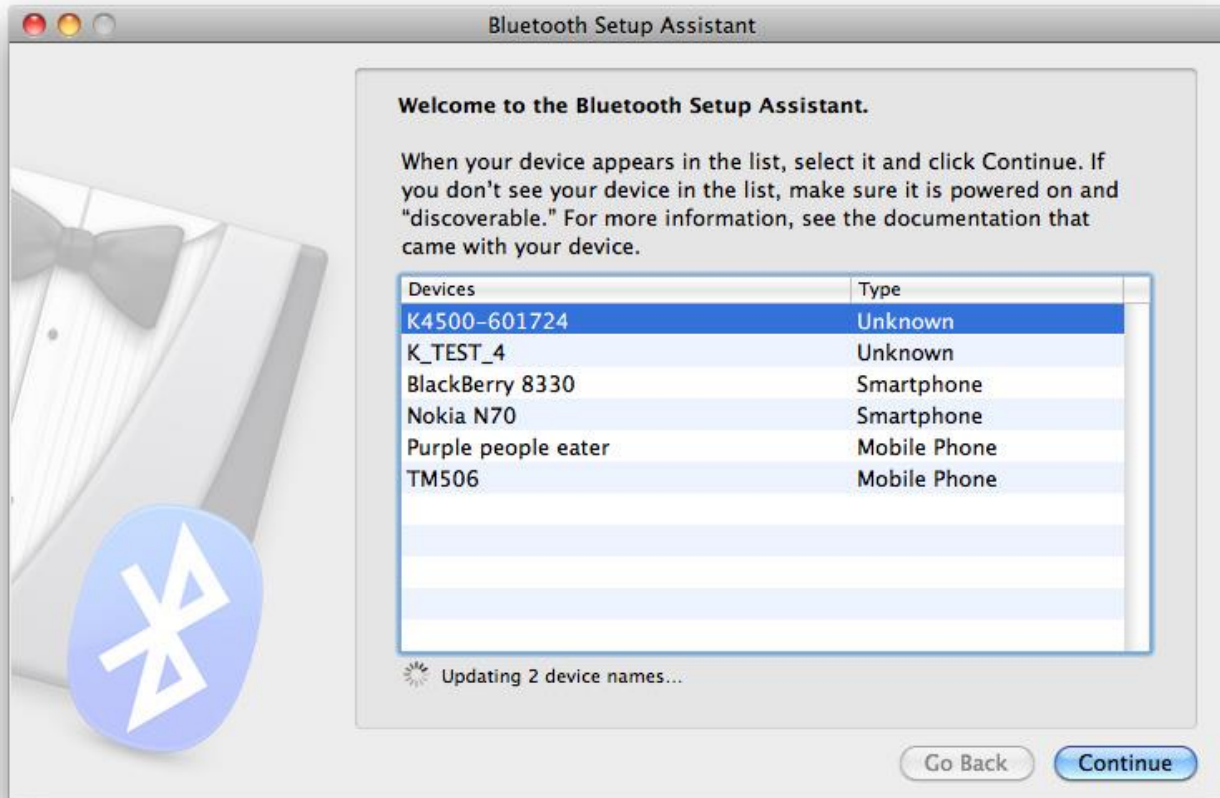 Bluetooth Setup Assistant
Welcome to the Bluetooth Setup Assistant.
When your device appears in the list, select it and click Continue. If
you don’t see your device in the list, make sure it is powered on and
“discoverable.” For more information, see the documentation that
came with your device.
Devices Type
K4500-601724 Unknown
K_TEST_4 Unknown
BlackBerry 8330 Smartphone
Nokia N70 Smartphone
Purple people eater Mobile Phone
TM506 Mobile Phone
Updating 2 device names...
Go Back Continue